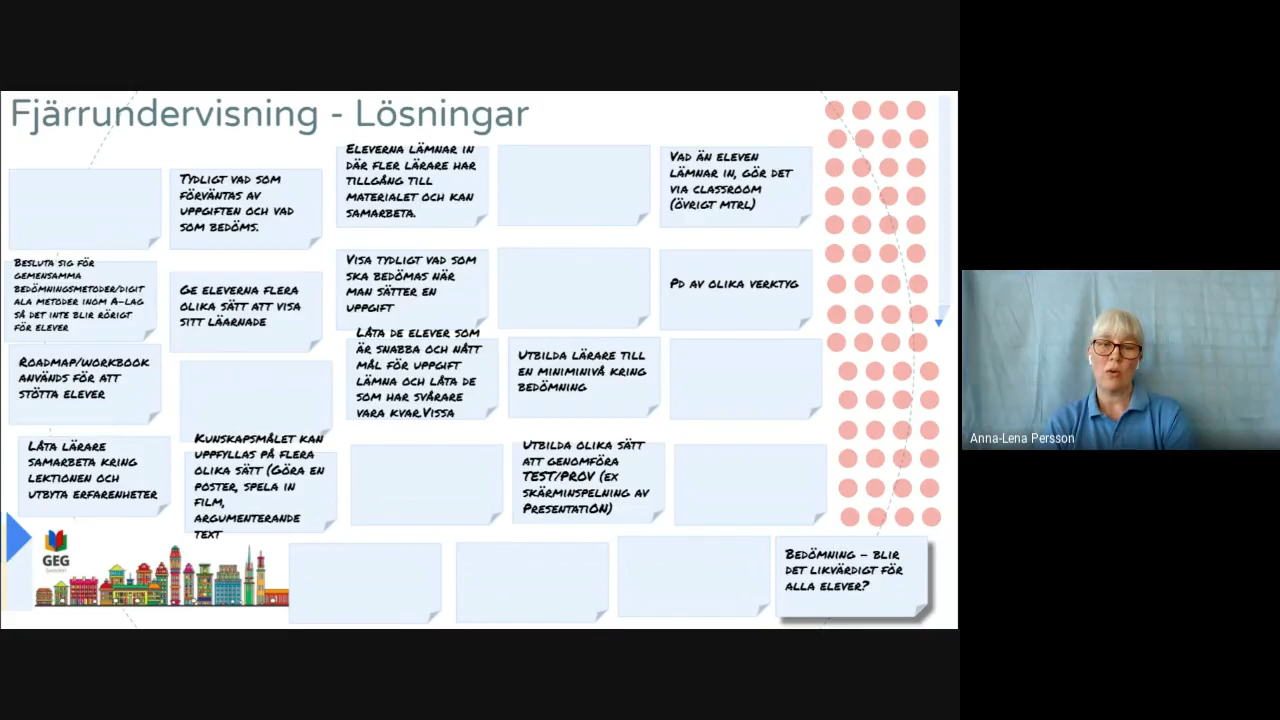 Fjärrundervisning - Lösningar
TYDLIGT VAD SOM
FÖRVÄNTAS AV
UPPGIFTEN OCH VAD
SOM BEDÖMS.
ELEVERNA LÄMNAR IN
DÄR FLER LÄRARE HAR
TILLGÅNG TILL
MATERIALET OCH KAN
SAMARBETA.
VAD ÄN ELEVEN
LÄMNAR IN, GÖR DET
VIA CLASSROOM
(ÖVRIGT MTRL)
BESLUTA SIG FÖR
GEMENSAMMA
BEDÖMNINGSMETODER/DIGIT
ALA METODER INOM A-LAG
SÅ DET INTE BLIR RÖRIGT
FÖR ELEVER
GE ELEVERNA FLERA
OLIKA SÄTT ATT VISA
SITT LÄARNADE
VISA TYDLIGT VAD SOM
SKA BEDÖMAS NÄR
MAN SÄTTER EN
UPPGIFT
PD AV OLIKA VERKTYG
ROADMAP/WORKBOOK
ANVÄNDS FÖR ATT
STÖTTA ELEVER
LÅTA DE ELEVER SOM
ÄR SNABBA OCH NÅTT
MÅL FÖR UPPGIFT
LÄMNA OCH LÅTA DE
SOM HAR SVÅRARE
VARA KVAR.VISSA
UTBILDA LÄRARE TILL
EN MINIMINIVÅ KRING
BEDÖMNING
LÅTA LÄRARE
SAMARBETA KRING
LEKTIONEN OCH
UTBYTA ERFARENHETER
KUNSKAPSMÅLET KAN
UPPFYLLAS PÅ FLERA
OLIKA SÄTT (GÖRA EN
POSTER, SPELA IN
FILM,
ARGUMENTERANDE
TEXT
UTBILDA OLIKA SÄTT
ATT GENOMFÖRA
TEST/PROV (EX
SKÄRMINSPELNING AV
PRESENTATION)
BEDÖMNING - BLIR
DET LIKVÄRDIGT FÖR
ALLA ELEVER?
GEG
Sweden
Anna-Lena Persson